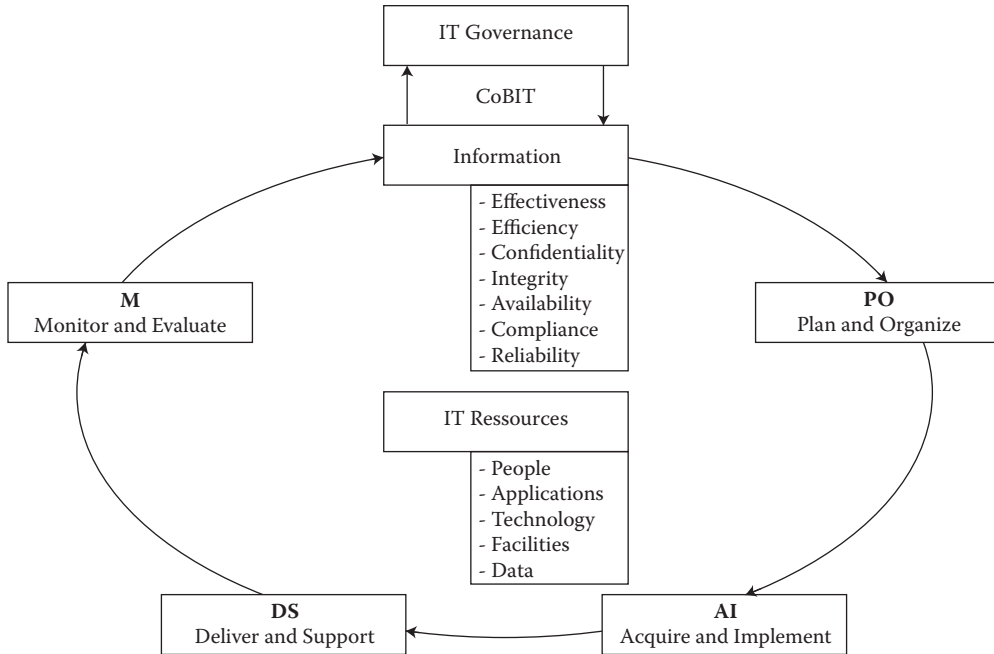 IT Governance
CoBIT
Information
- Effectiveness
- Efficiency
- Confidentiality
- Integrity
- Availability
- Compliance
- Reliability
M
Monitor and Evaluate
PO
Plan and Organize
IT Ressources
- People
- Applications
- Technology
- Facilities
- Data
DS
Deliver and Support
AI
Acquire and Implement